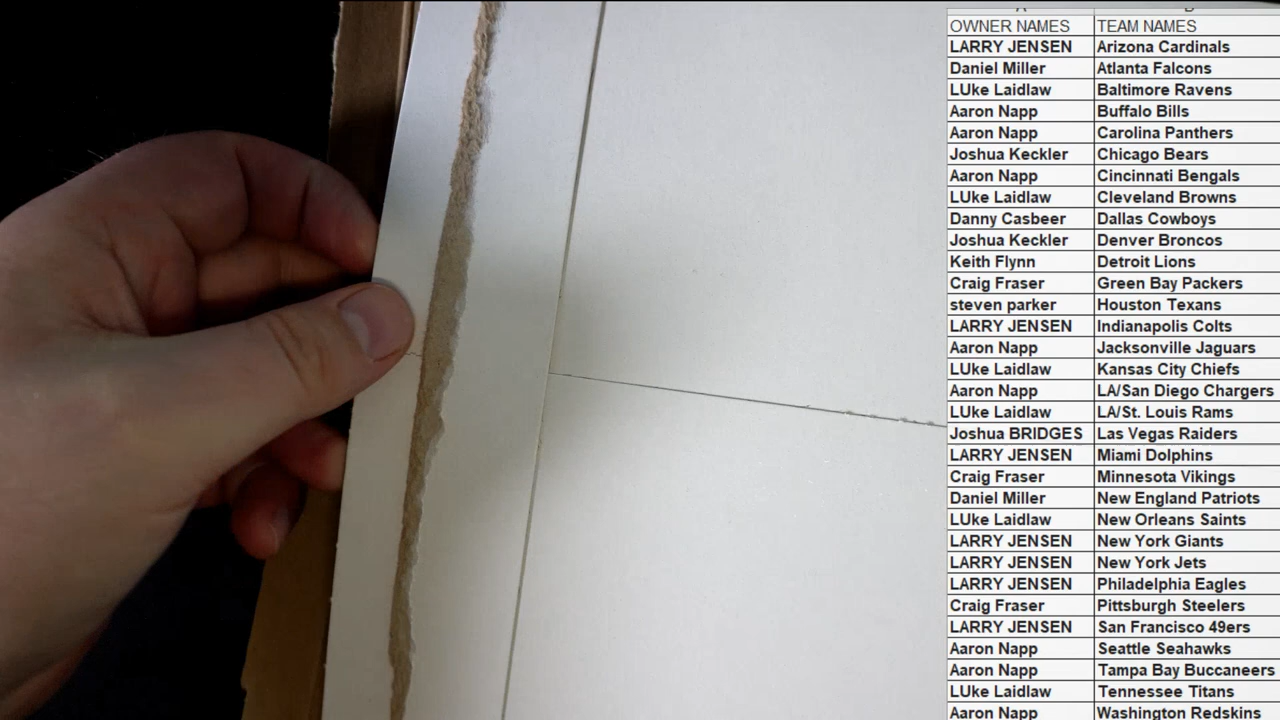 OWNER NAMES TEAM NAMES
LARRY JENSEN Arizona Cardinals
Daniel Miller Atlanta Falcons
LUke Laidlaw Baltimore Ravens
Aaron Napp Buffalo Bills
Aaron Napp Carolina Panthers
Joshua Keckler Chicago Bears
Aaron Napp Cincinnati Bengals
LUke Laidlaw Cleveland Browns
Danny Casbeer Dallas Cowboys
Joshua Keckler Denver Broncos
Keith Flynn Detroit Lions
Craig Fraser Green Bay Packers
steven parker Houston Texans
LARRY JENSEN Indianapolis Colts
Aaron Napp Jacksonville Jaguars
LUke Laidlaw Kansas City Chiefs
Aaron Napp LA/San Diego Chargers
LUke Laidlaw LA/St. Louis Rams
Joshua BRIDGES Las Vegas Raiders
LARRY JENSEN Miami Dolphins
Craig Fraser Minnesota Vikings
Daniel Miller New England Patriots
LUke Laidlaw New Orleans Saints
LARRY JENSEN New York Giants
LARRY JENSEN New York Jets
LARRY JENSEN Philadelphia Eagles
Craig Fraser Pittsburgh Steelers
LARRY JENSEN San Francisco 49ers
Aaron Napp Seattle Seahawks
Aaron Napp Tampa Bay Buccaneers
LUke Laidlaw Tennessee Titans
Aaron Napp Washington Redskins